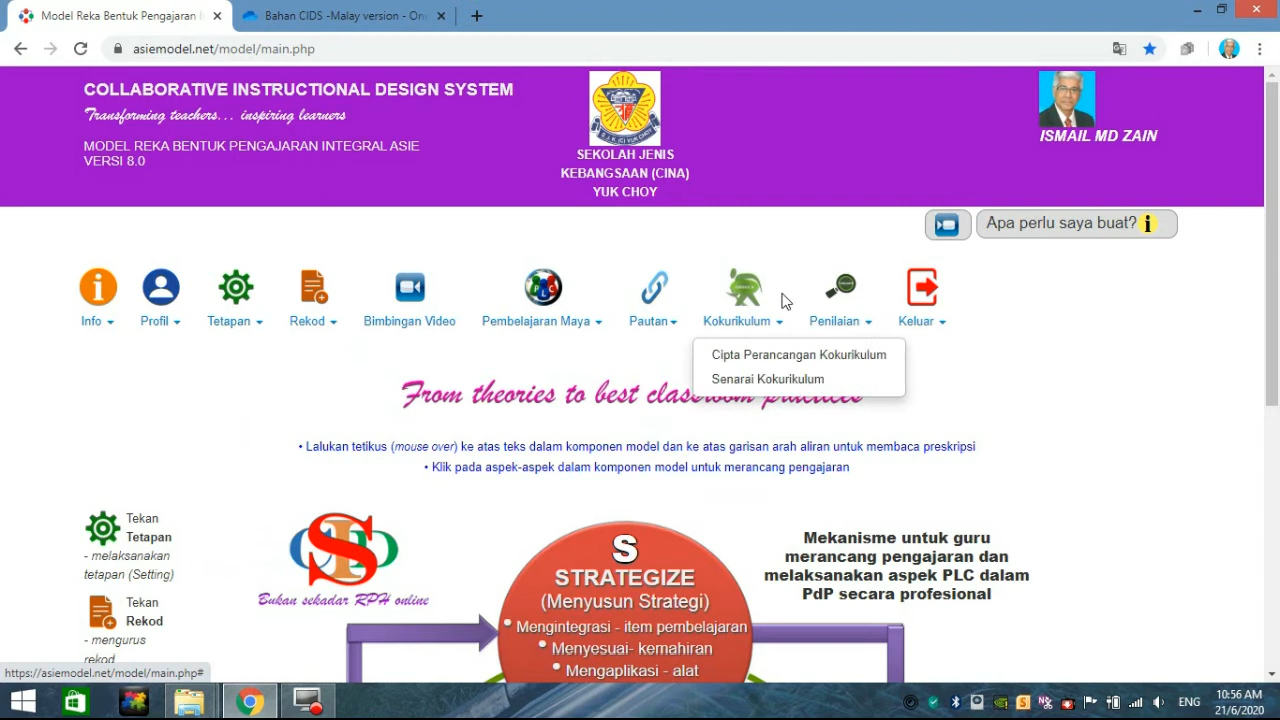 Model Reka Bentuk Pengajaran
Bahan CIDS -Malay version - On
asiemodel.net/model/main.php
COLLABORATIVE INSTRUCTIONAL DESIGN SYSTEM
Transforming teachers... inspiring learners
MODEL REKA BENTUK PENGAJARAN INTEGRAL ASIE
VERSI 8.0
SEKOLAH JENIS
KEBANGSAAN (CINA)
YUK CHOY
ISMAIL MD ZAIN
Apa perlu saya buat? i
Info
Profil
Tetapan
Rekod
Bimbingan Video
Pembelajaran Maya
Pautan
Kokurikulum
Penilaian
Keluar
Cipta Perancangan Kokurikulum
Senarai Kokurikulum
From theories to best classroom practices
• Lalukan tetikus (mouse over) ke atas teks dalam komponen model dan ke atas garisan arah aliran untuk membaca preskripsi
• Klik pada aspek-aspek dalam komponen model untuk merancang pengajaran
Tekan
Tetapan
- melaksanakan
tetapan (Setting)
Tekan
Rekod
- mengurus
rekod
Bukan sekadar RPH online
S
STRATEGIZE
(Menyusun Strategi)
• Mengintegrasi - item pembelajaran
• Menyesuai- kemahiran
• Mengaplikasi - alat
Mekanisme untuk guru
merancang pengajaran dan
melaksanakan aspek PLC dalam
PdP secara profesional
https://asiemodel.net/model/main.php#
ENG
10:56 AM
21/6/2020